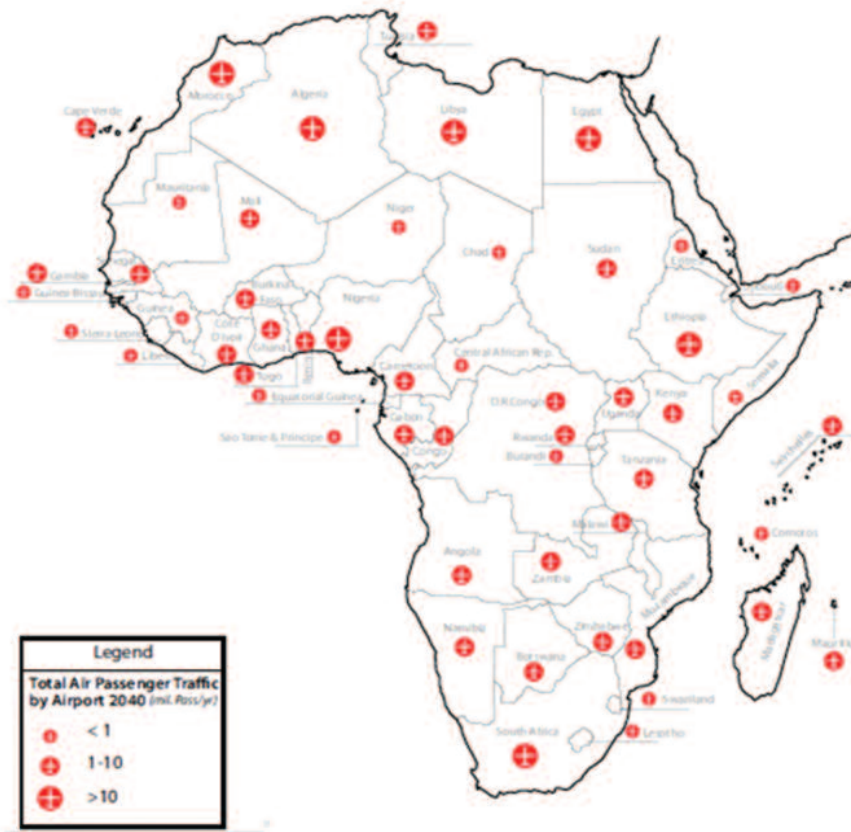 Tunisia
Morocco
Algeria
Libya
Egypt
Cape Verde
Mauritania
Mali
Niger
Chad
Sudan
Eritrea
Djibouti
Senegal
Gambia
Guinea Bissau
Guinea
Burkina
Faso
Nigeria
Ethiopia
Sierra Leone
Cote
D'Ivoir
Ghana
Liberia
Togo
Benin
Cameroon
Central African Rep.
Somalia
Equatorial Guinea
D.R.Congo
Uganda
Kenya
Gabon
Congo
Sao Tome & Principe
Rwanda
Burundi
Seychelles
Tanzania
Malawi
Comoros
Angola
Zambia
Mozambique
Madagascar
Namibia
Zimbabwe
Botswana
Mauritius
Swaziland
South Africa
Lesotho
Legend
Total Air Passenger Traffic
by Airport 2040 (mil. Pass/yr)
< 1
1-10
>10